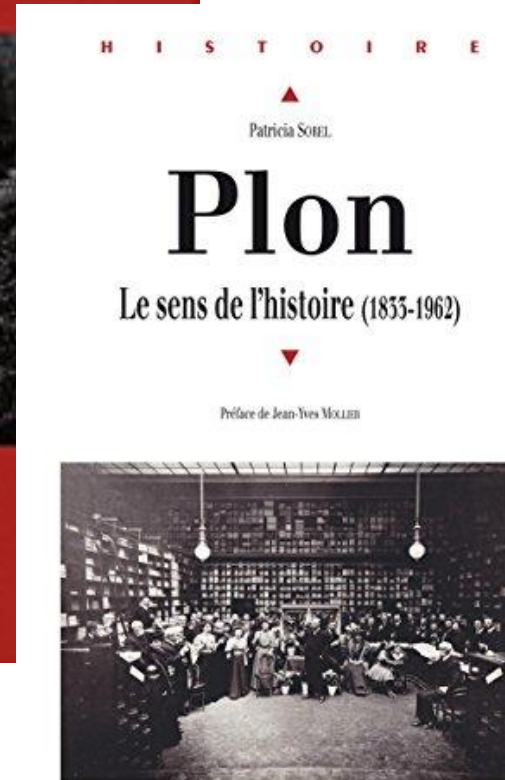 HISTOIRE
Patricia SOREL
Plon
Le sens de l'histoire (1833-1962)
Préface de Jean-Yves MOLLIER